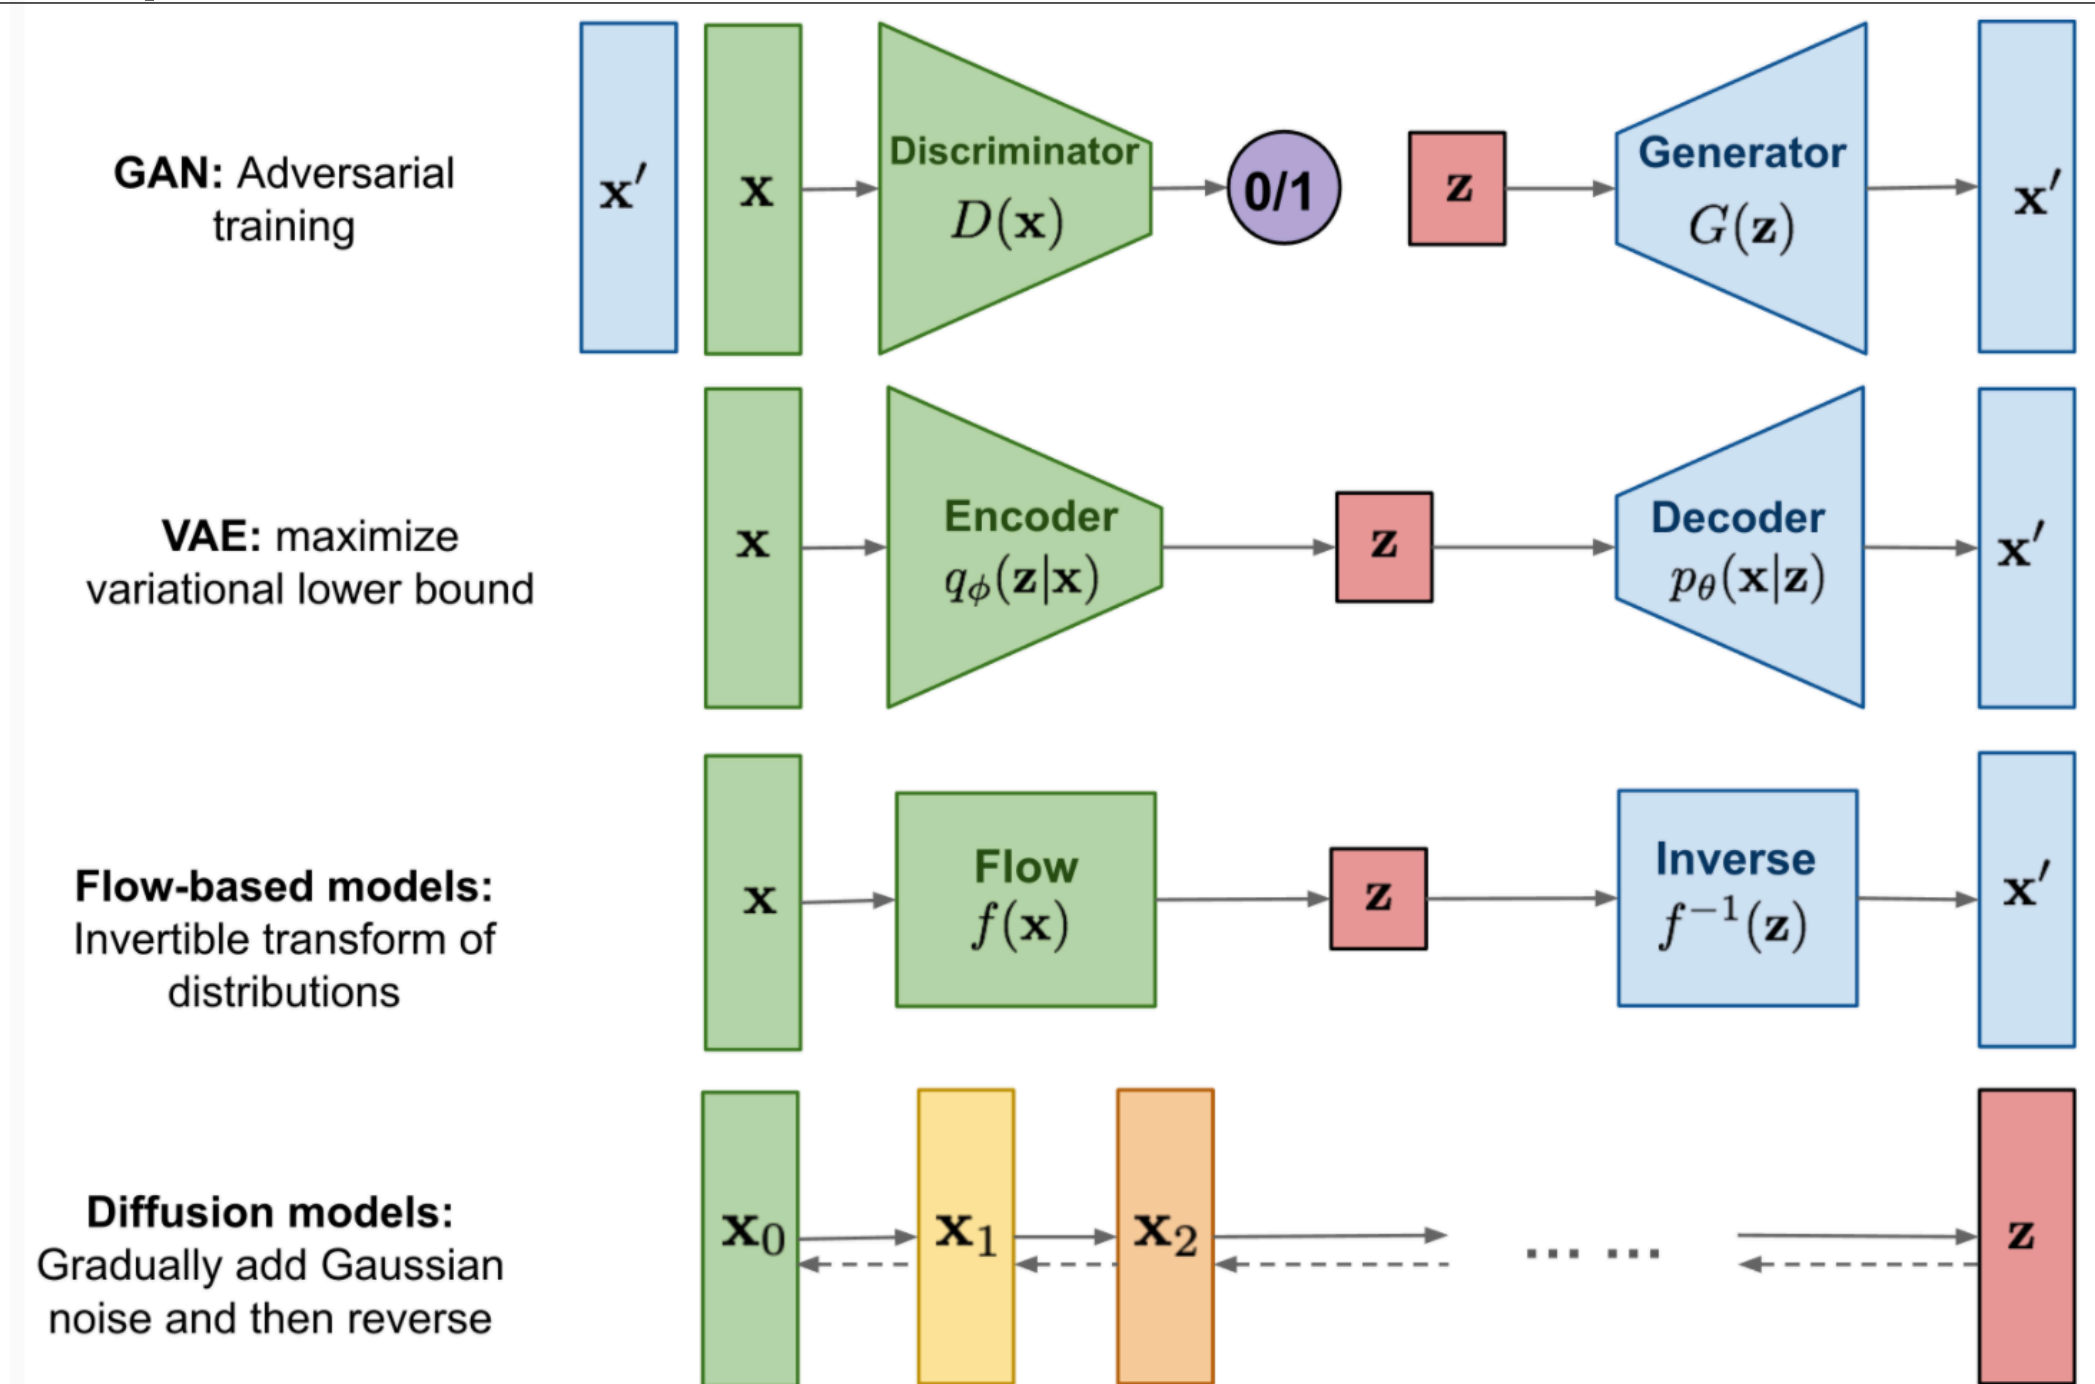 GAN: Adversarial
training
x′
x
Discriminator
D(x)
0/1
z
Generator
G(z)
x′
VAE: maximize
variational lower bound
x
Encoder
qϕ(z|x)
z
Decoder
pθ(x|z)
x′
Flow-based models:
Invertible transform of
distributions
x
Flow
f(x)
z
Inverse
f⁻¹(z)
x′
Diffusion models:
Gradually add Gaussian
noise and then reverse
x₀
x₁
x₂
... ...
z